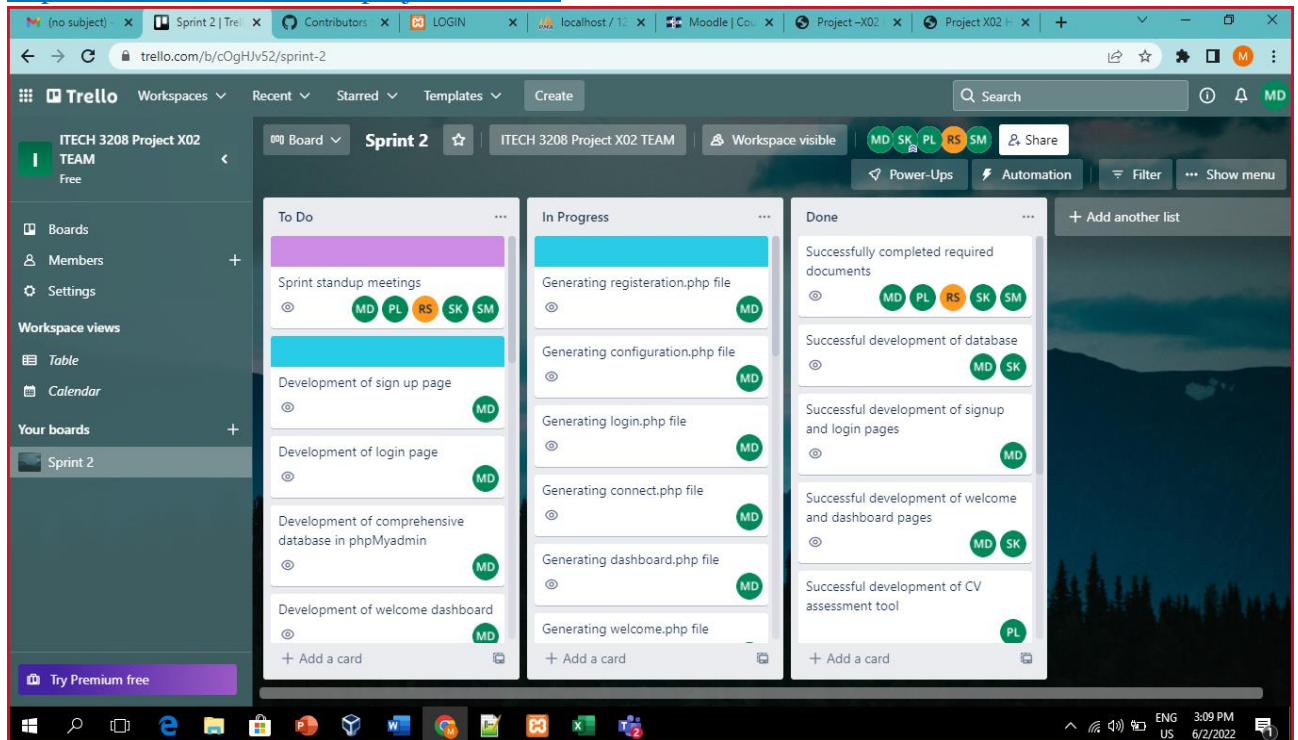 (no subject) -
Sprint 2 | Trel
Contributors
LOGIN
localhost / 12
Moodle | Cou
Project –X02
Project X02 H
trello.com/b/cOgHJv52/sprint-2
M
Trello
Workspaces
Recent
Starred
Templates
Create
Search
MD
I
ITECH 3208 Project X02
TEAM
Free
Board
Sprint 2
ITECH 3208 Project X02 TEAM
Workspace visible
MD SK PL RS SM
Share
Power-Ups
Automation
Filter
Show menu
Boards
Members
Settings
Workspace views
Table
Calendar
Your boards
Sprint 2
Try Premium free
To Do
Sprint standup meetings
MD PL RS SK SM
Development of sign up page
MD
Development of login page
MD
Development of comprehensive
database in phpMyadmin
MD
Development of welcome dashboard
MD
+ Add a card
In Progress
Generating registeration.php file
MD
Generating configuration.php file
MD
Generating login.php file
MD
Generating connect.php file
MD
Generating dashboard.php file
MD
Generating welcome.php file
+ Add a card
Done
Successfully completed required
documents
MD PL RS SK SM
Successful development of database
MD SK
Successful development of signup
and login pages
MD
Successful development of welcome
and dashboard pages
MD SK
Successful development of CV
assessment tool
PL
+ Add a card
+ Add another list
ENG
US
3:09 PM
6/2/2022